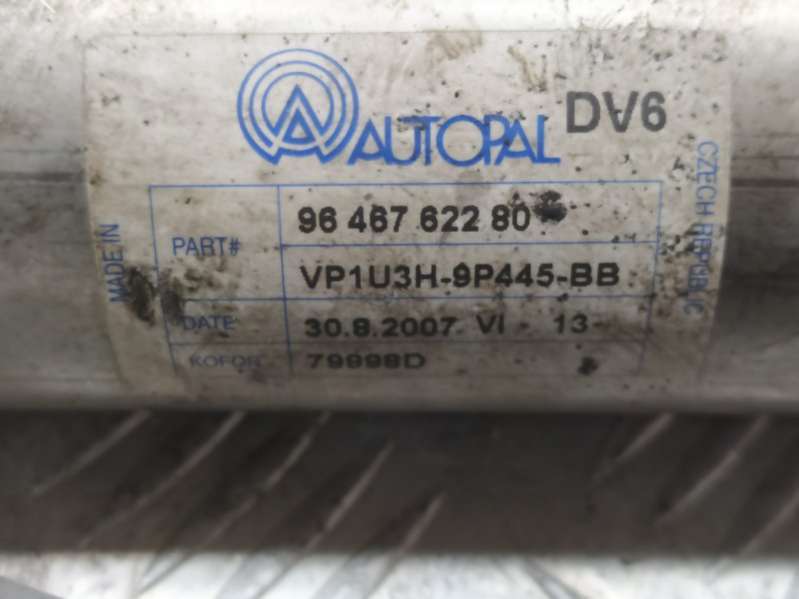 AUTOPAL
DV6
MADE IN
CZECH REPUBLIC
PART#
96 467 622 80
VP1U3H-9P445-BB
DATE
30.8.2007 VI - 13-
KOFOR
79998D